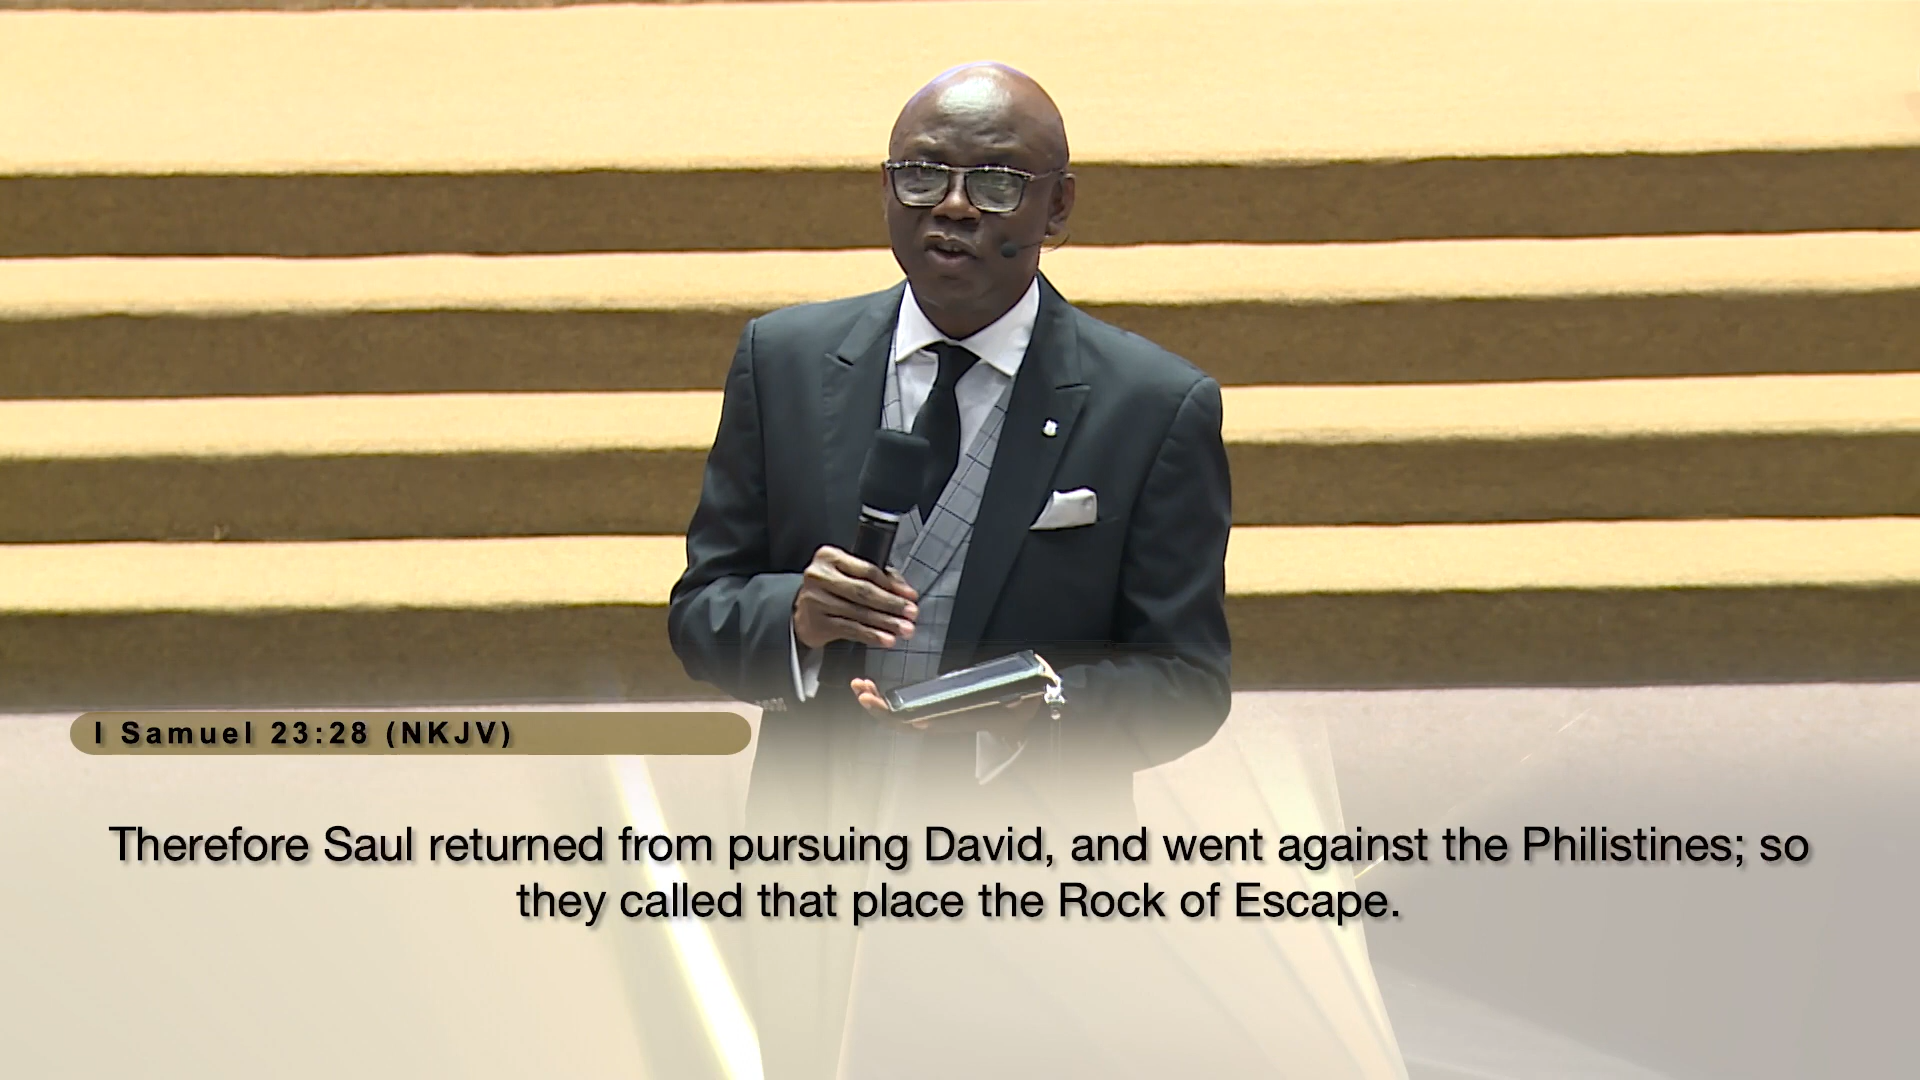 I Samuel 23:28 (NKJV)
Therefore Saul returned from pursuing David, and went against the Philistines; so
they called that place the Rock of Escape.